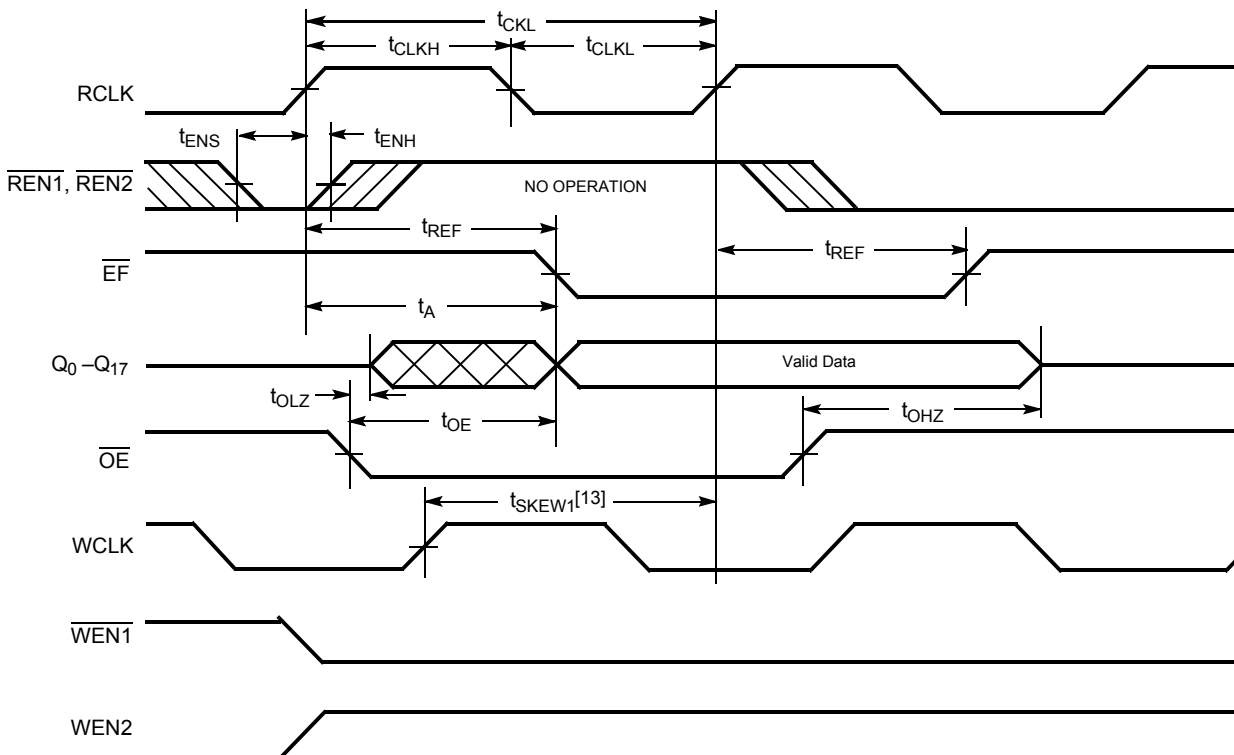 tCKL
tCLKH tCLKL
RCLK
tENS tENH
REN1, REN2
NO OPERATION
tREF
tREF
EF
tA
Q0 –Q17
Valid Data
tOLZ
tOE
tOHZ
OE
tSKEW1[13]
WCLK
WEN1
WEN2